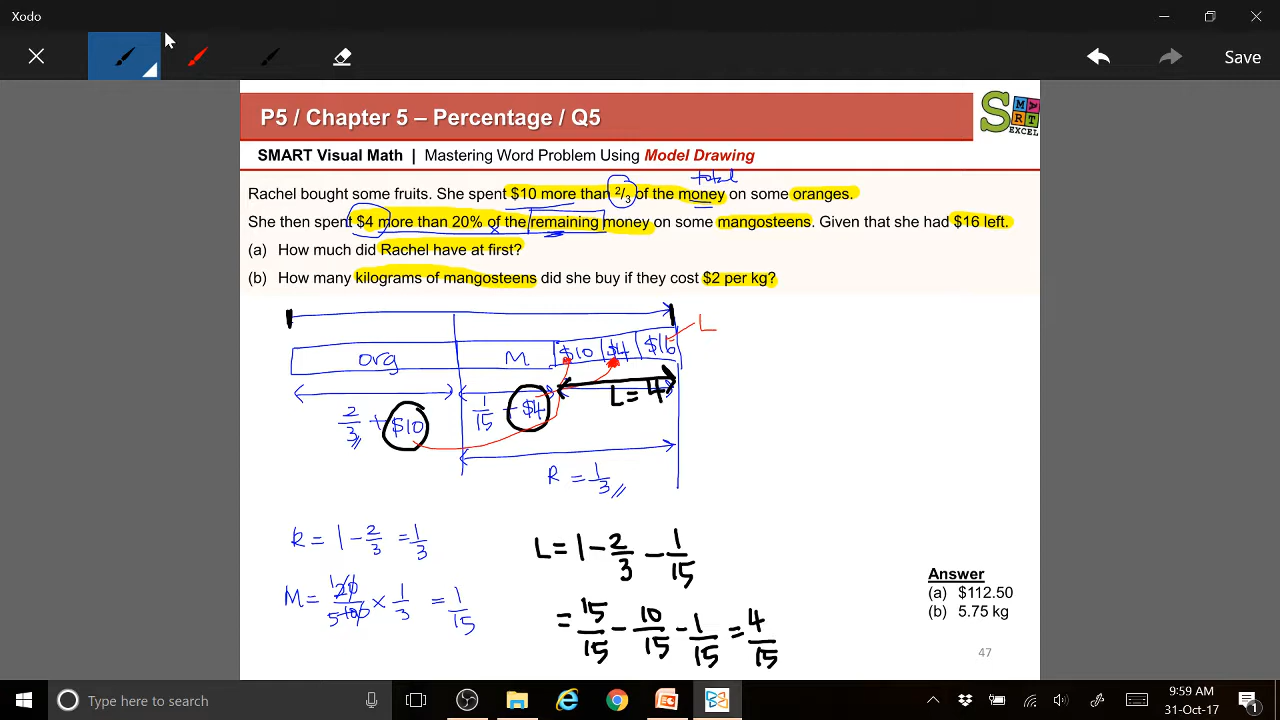 Xodo
Save
P5 / Chapter 5 – Percentage / Q5
S MY ART EXCEL
SMART Visual Math | Mastering Word Problem Using Model Drawing
total
Rachel bought some fruits. She spent $10 more than 2/3 of the money on some oranges.
She then spent $4 more than 20% of the remaining money on some mangosteens. Given that she had $16 left.
(a) How much did Rachel have at first?
(b) How many kilograms of mangosteens did she buy if they cost $2 per kg?
L
org M $10 $4 $16
L = 4
2/3 + $10 1/15 + $4
R = 1/3
R = 1 - 2/3 = 1/3
L = 1 - 2/3 - 1/15
M = 20/100 × 1/3 = 1/15
1 5
= 15/15 - 10/15 - 1/15 = 4/15
Answer
(a) $112.50
(b) 5.75 kg
47
Type here to search
9:59 AM
31-Oct-17
1